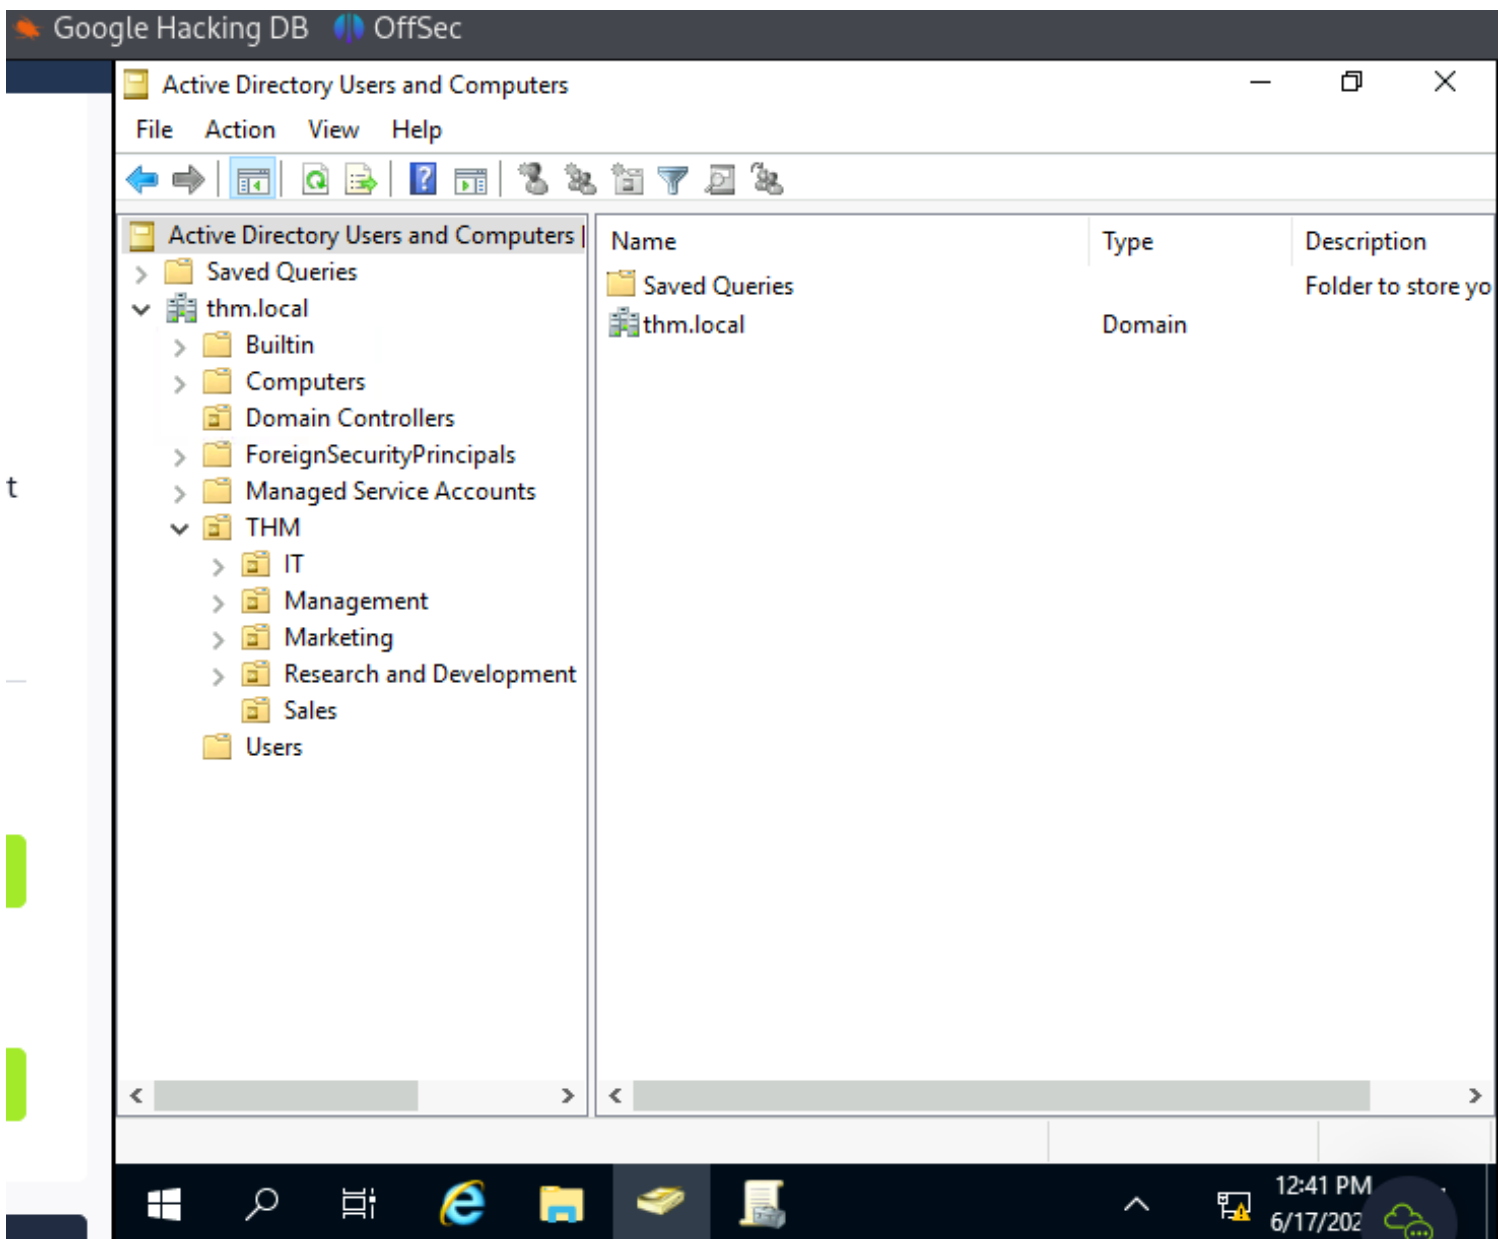 Google Hacking DB OffSec
Active Directory Users and Computers
File Action View Help
Active Directory Users and Computers
Name Type Description
Saved Queries
Saved Queries Folder to store yo
thm.local
thm.local Domain
Builtin
Computers
Domain Controllers
ForeignSecurityPrincipals
t
Managed Service Accounts
THM
IT
Management
Marketing
Research and Development
Sales
Users
12:41 PM
6/17/202